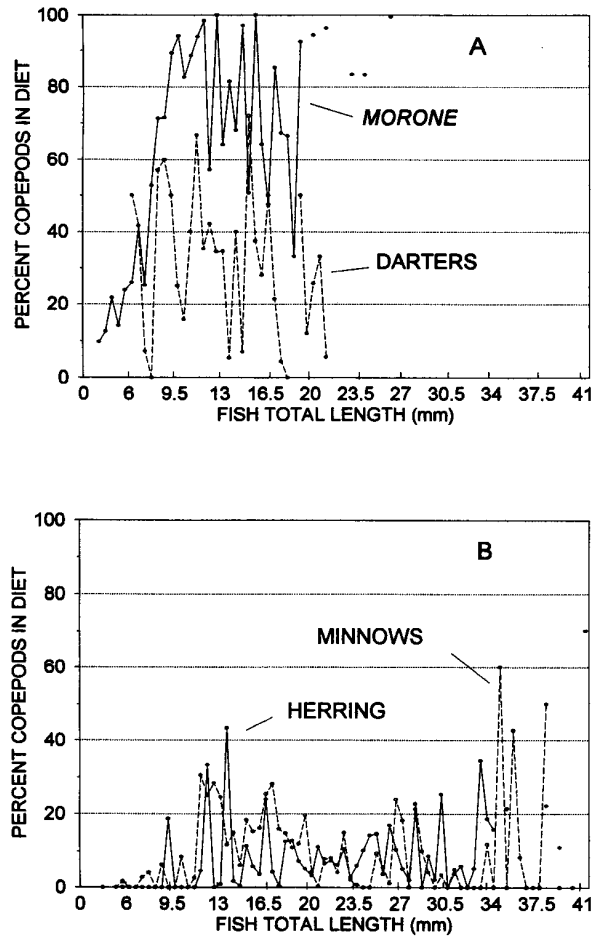 A
PERCENT COPEPODS IN DIET
100
80
60
40
20
0
MORONE
DARTERS
0 6 9.5 13 16.5 20 23.5 27 30.5 34 37.5 41
FISH TOTAL LENGTH (mm)
B
PERCENT COPEPODS IN DIET
100
80
60
40
20
0
MINNOWS
HERRING
0 6 9.5 13 16.5 20 23.5 27 30.5 34 37.5 41
FISH TOTAL LENGTH (mm)